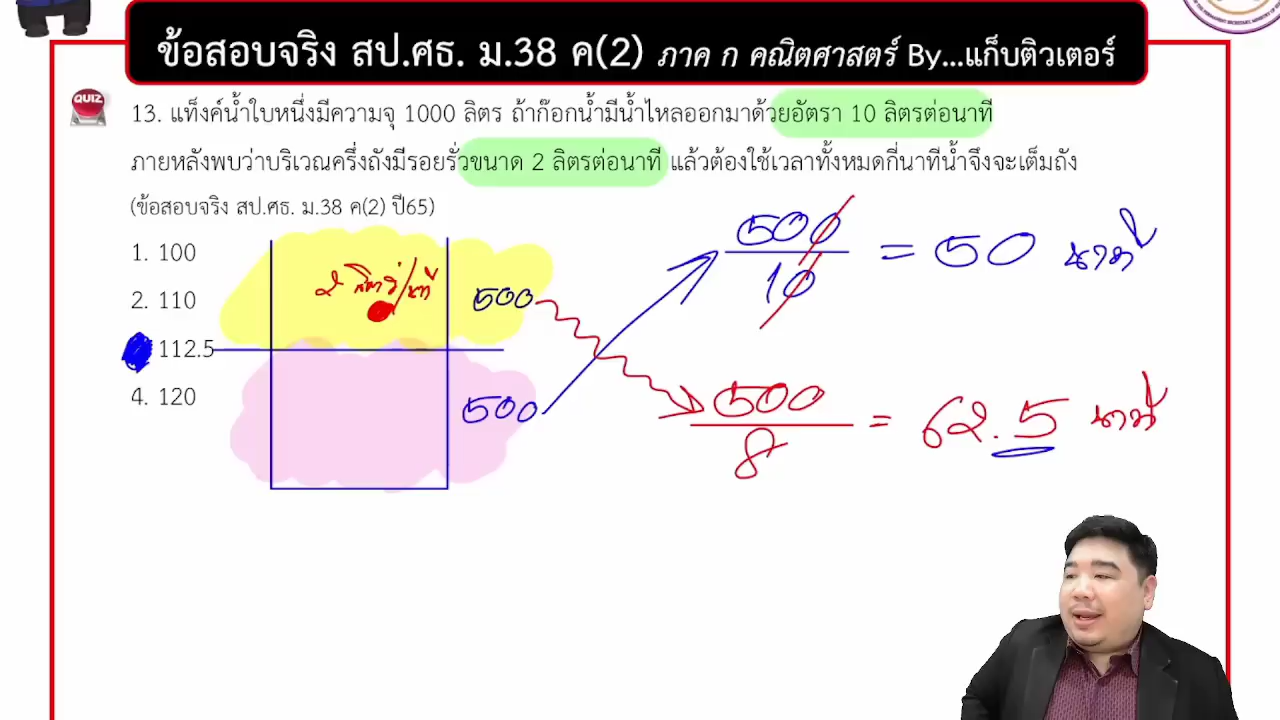 ข้อสอบจริง สป.ศธ. ม.38 ค(2) ภาค ก คณิตศาสตร์ By...แก็บติวเตอร์
QUIZ
13. แท็งค์น้ำใบหนึ่งมีความจุ 1000 ลิตร ถ้าก๊อกน้ำมีน้ำไหลออกมาด้วยอัตรา 10 ลิตรต่อนาที
ภายหลังพบว่าบริเวณครึ่งถังมีรอยรั่วขนาด 2 ลิตรต่อนาที แล้วต้องใช้เวลาทั้งหมดกี่นาทีน้ำจึงจะเต็มถัง
(ข้อสอบจริง สป.ศธ. ม.38 ค(2) ปี65)
1. 100
2. 110
112.5
4. 120
500
500
500
10
= 50 นาที
500
8
= 62.5 นาที